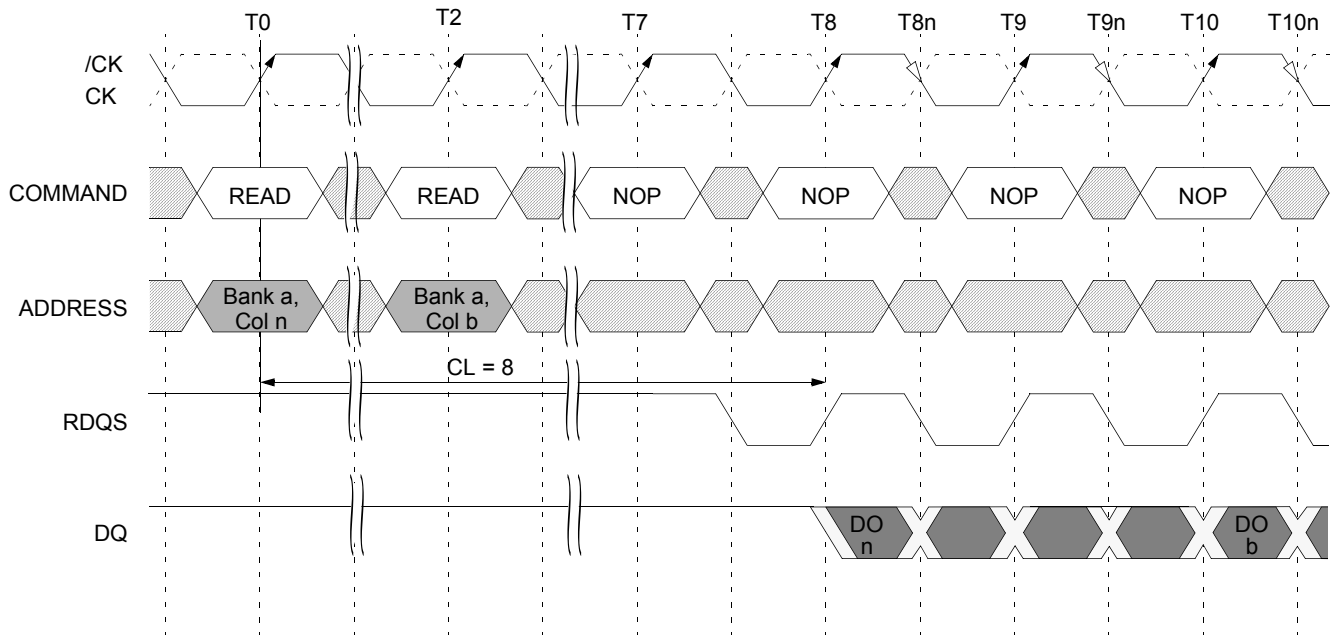 T0 T2 T7 T8 T8n T9 T9n T10 T10n
/CK
CK
COMMAND READ READ NOP NOP NOP NOP
ADDRESS Bank a, Col n Bank a, Col b
CL = 8
RDQS
DQ DO n DO b